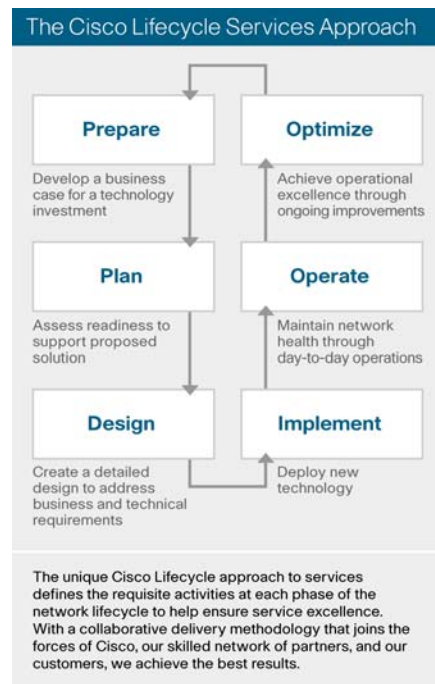 The Cisco Lifecycle Services Approach
Prepare
Develop a business
case for a technology
investment
Plan
Assess readiness to
support proposed
solution
Design
Create a detailed
design to address
business and technical
requirements
Implement
Deploy new
technology
Operate
Maintain network
health through
day-to-day operations
Optimize
Achieve operational
excellence through
ongoing improvements
The unique Cisco Lifecycle approach to services
defines the requisite activities at each phase of the
network lifecycle to help ensure service excellence.
With a collaborative delivery methodology that joins the
forces of Cisco, our skilled network of partners, and our
customers, we achieve the best results.